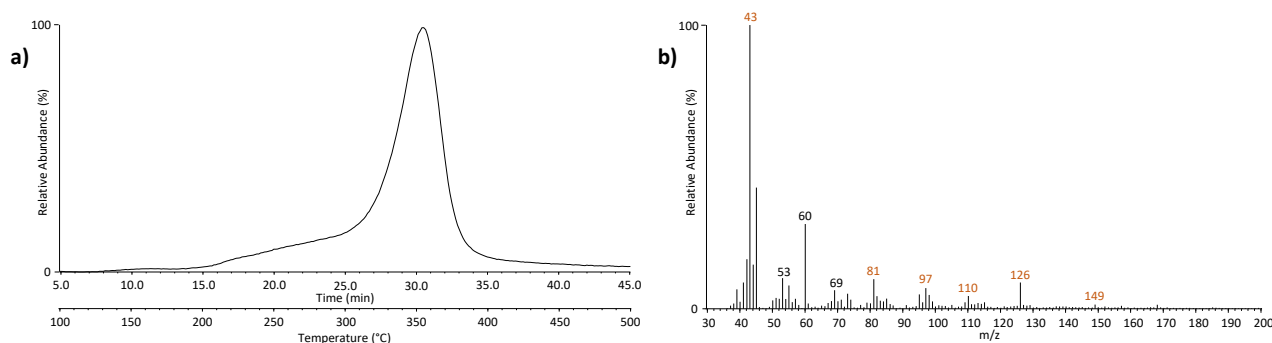 a)
Relative Abundance (%)
100
0
5.0 10.0 15.0 20.0 25.0 30.0 35.0 40.0 45.0
Time (min)
100 150 200 250 300 350 400 450 500
Temperature (°C)
b)
Relative Abundance (%)
100
0
43
53
60
69
81
97
110
126
149
30 40 50 60 70 80 90 100 110 120 130 140 150 160 170 180 190 200
m/z